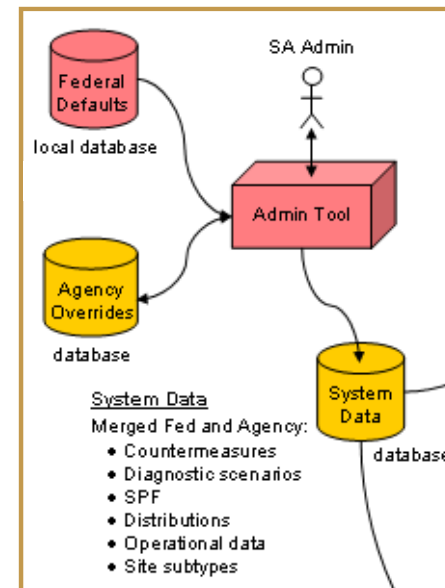 SA Admin
Federal
Defaults
local database
Admin Tool
Agency
Overrides
database
System
Data
database
System Data
Merged Fed and Agency:
• Countermeasures
• Diagnostic scenarios
• SPF
• Distributions
• Operational data
• Site subtypes